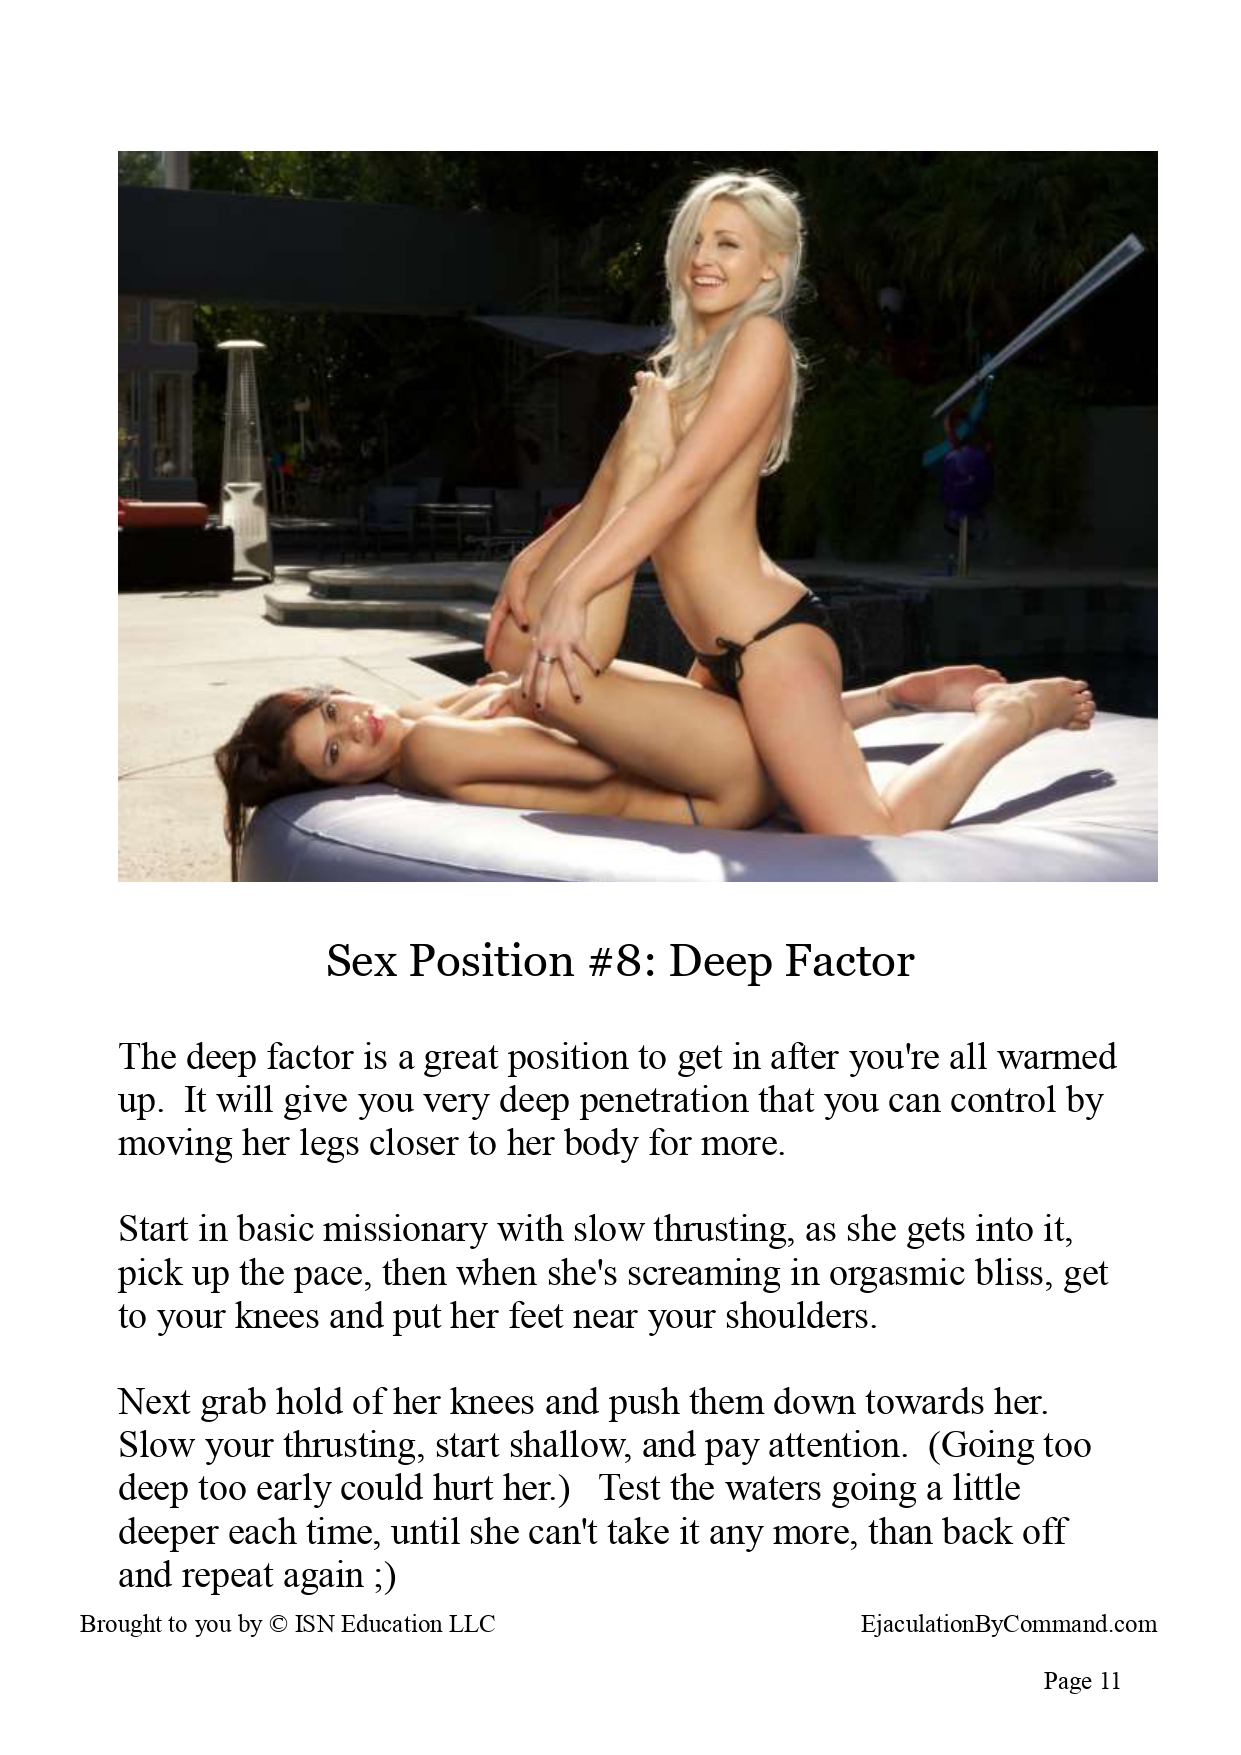 Sex Position #8: Deep Factor
The deep factor is a great position to get in after you're all warmed
up.  It will give you very deep penetration that you can control by
moving her legs closer to her body for more.
Start in basic missionary with slow thrusting, as she gets into it,
pick up the pace, then when she's screaming in orgasmic bliss, get
to your knees and put her feet near your shoulders.
Next grab hold of her knees and push them down towards her.
Slow your thrusting, start shallow, and pay attention.  (Going too
deep too early could hurt her.)   Test the waters going a little
deeper each time, until she can't take it any more, than back off
and repeat again ;)
Brought to you by © ISN Education LLC
EjaculationByCommand.com
Page 11